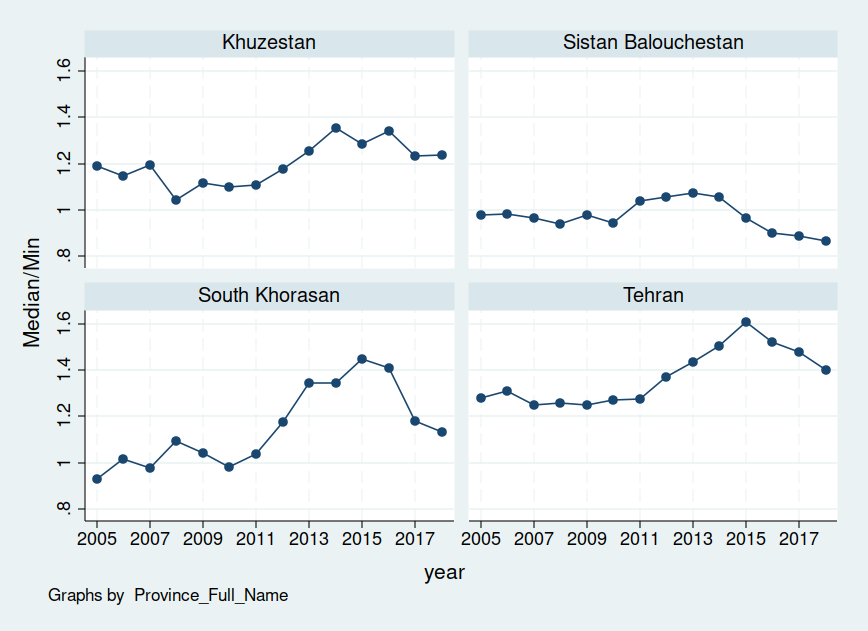 Khuzestan
Sistan Balouchestan
1.6
1.4
1.2
1
.8
South Khorasan
Tehran
1.6
1.4
1.2
1
.8
Median/Min
2005 2007 2009 2011 2013 2015 2017
2005 2007 2009 2011 2013 2015 2017
year
Graphs by Province_Full_Name